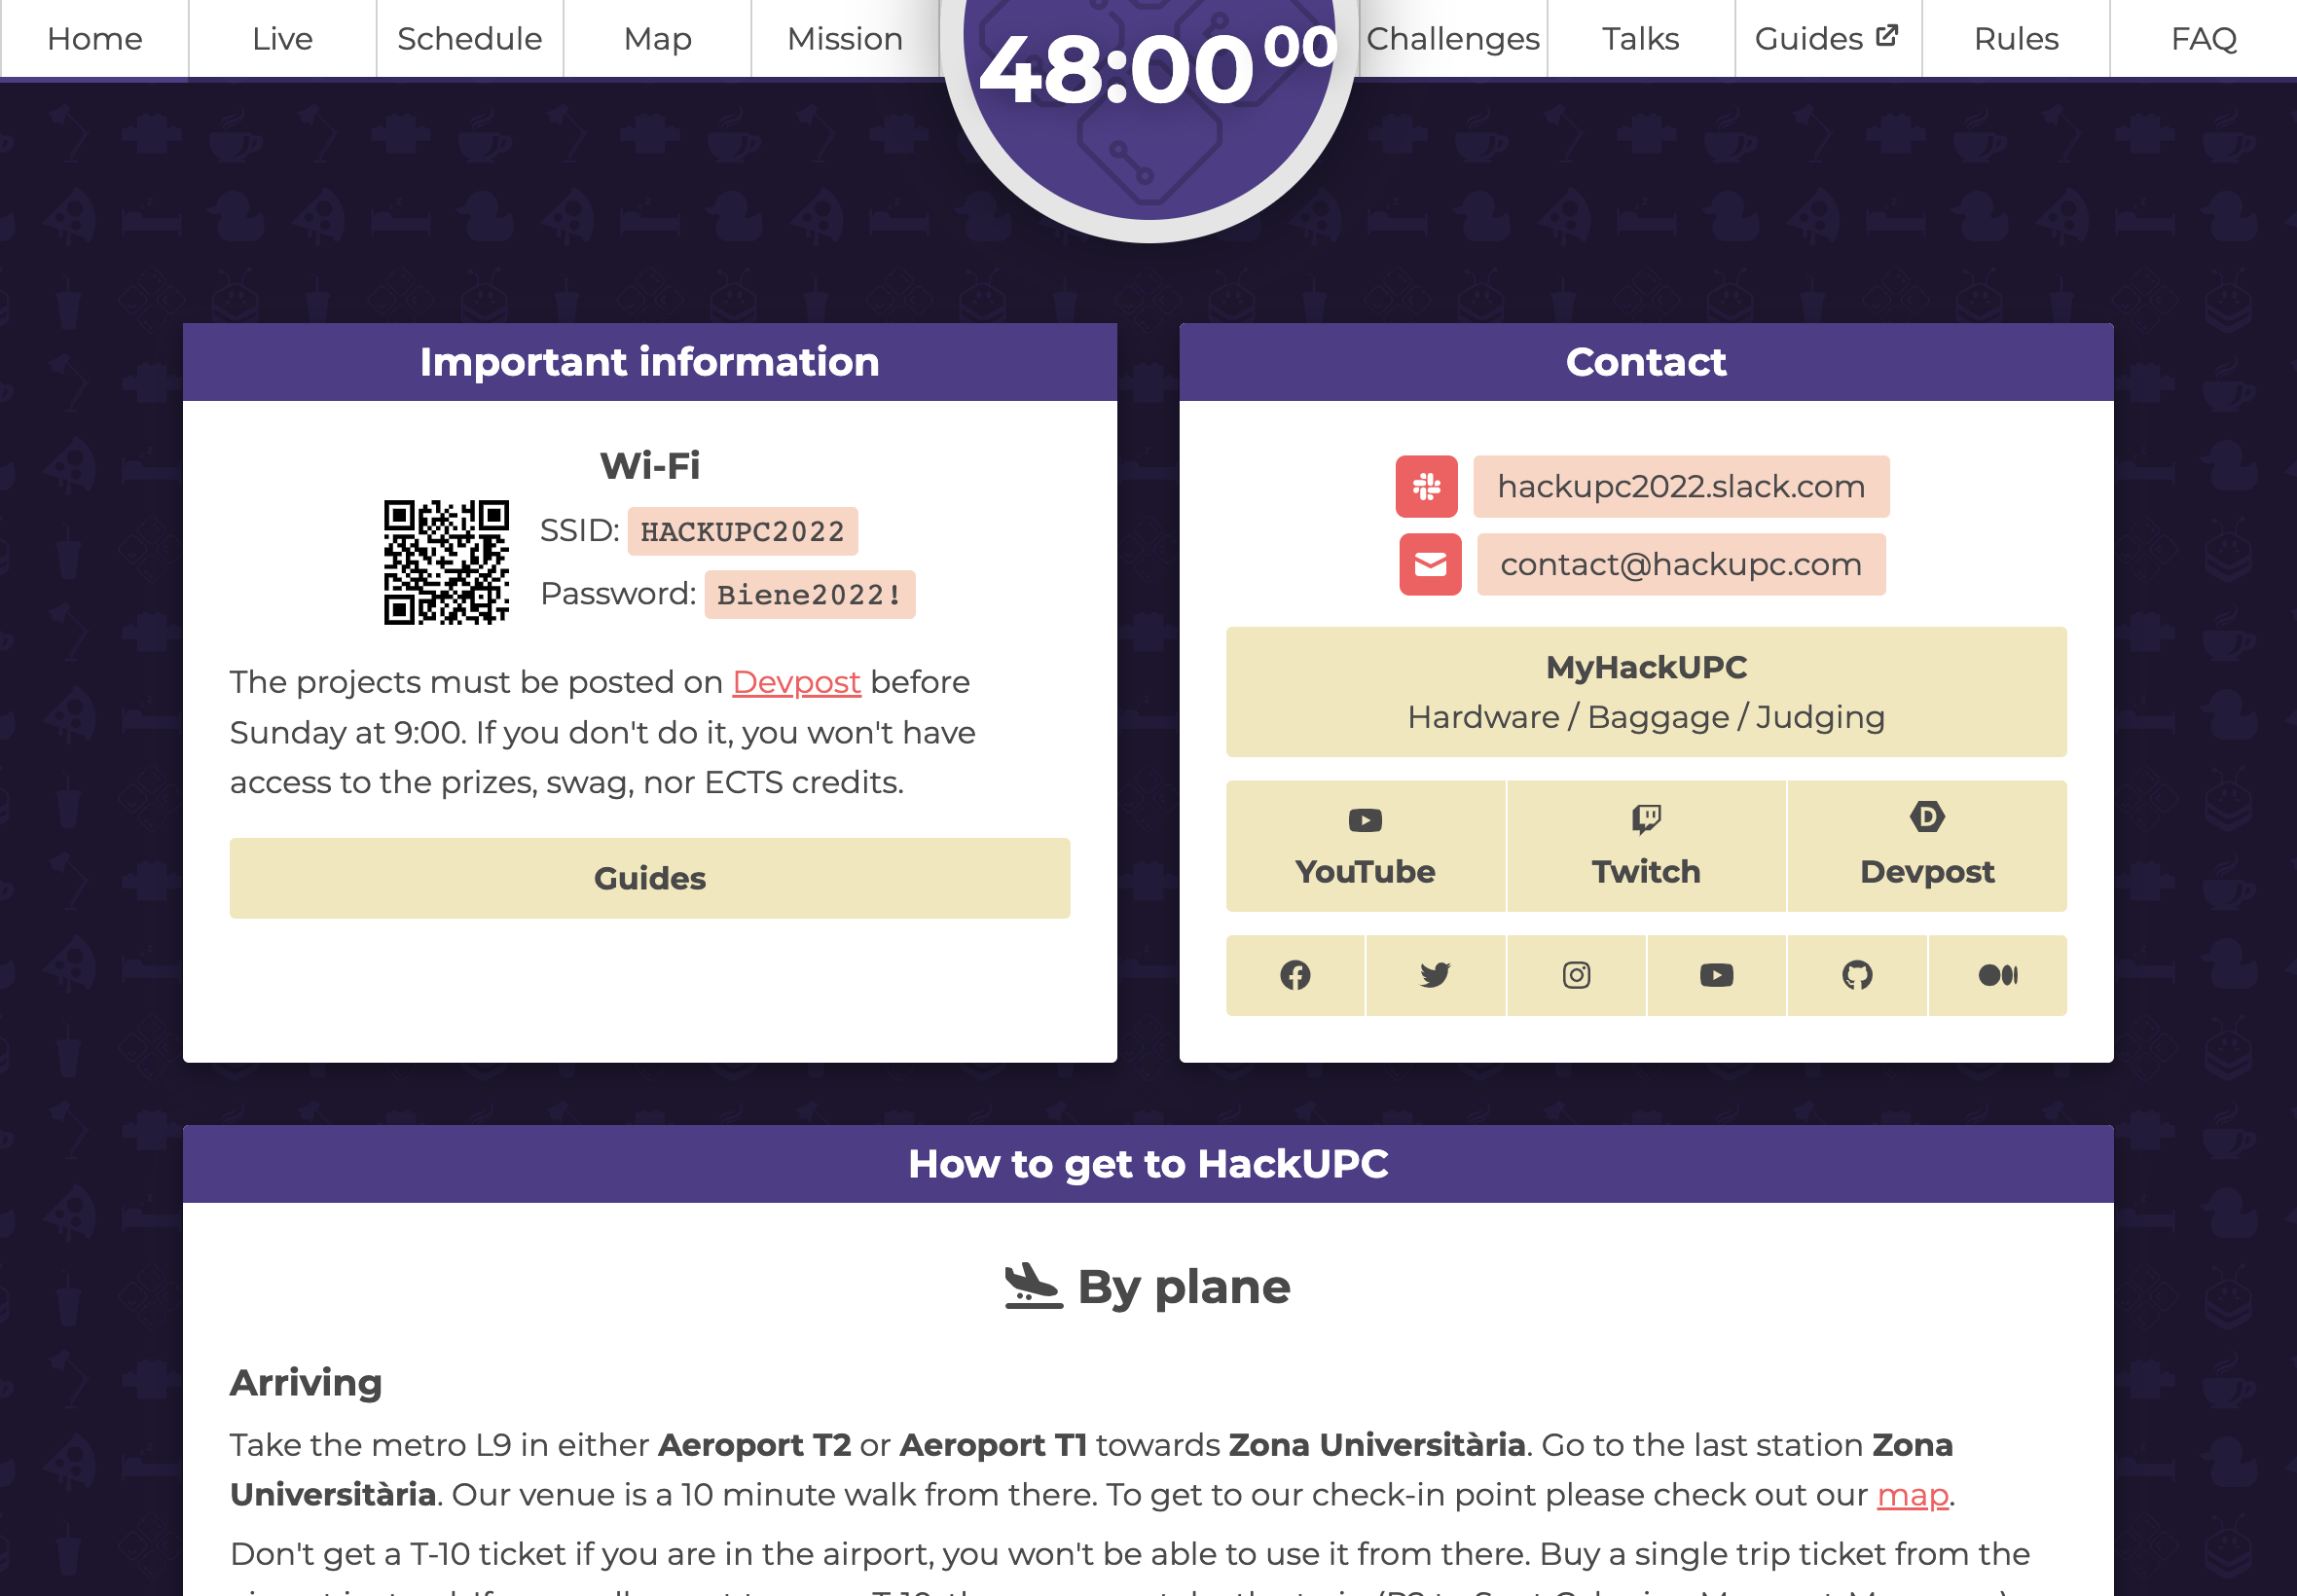 Home Live Schedule Map Mission 48:00 00 Challenges Talks Guides Rules FAQ
Important information
Wi-Fi
SSID: HACKUPC2022
Password: Biene2022!
The projects must be posted on Devpost before
Sunday at 9:00. If you don't do it, you won't have
access to the prizes, swag, nor ECTS credits.
Guides
Contact
hackupc2022.slack.com
contact@hackupc.com
MyHackUPC
Hardware / Baggage / Judging
YouTube Twitch Devpost
How to get to HackUPC
By plane
Arriving
Take the metro L9 in either Aeroport T2 or Aeroport T1 towards Zona Universitària. Go to the last station Zona
Universitària. Our venue is a 10 minute walk from there. To get to our check-in point please check out our map.
Don't get a T-10 ticket if you are in the airport, you won't be able to use it from there. Buy a single trip ticket from the